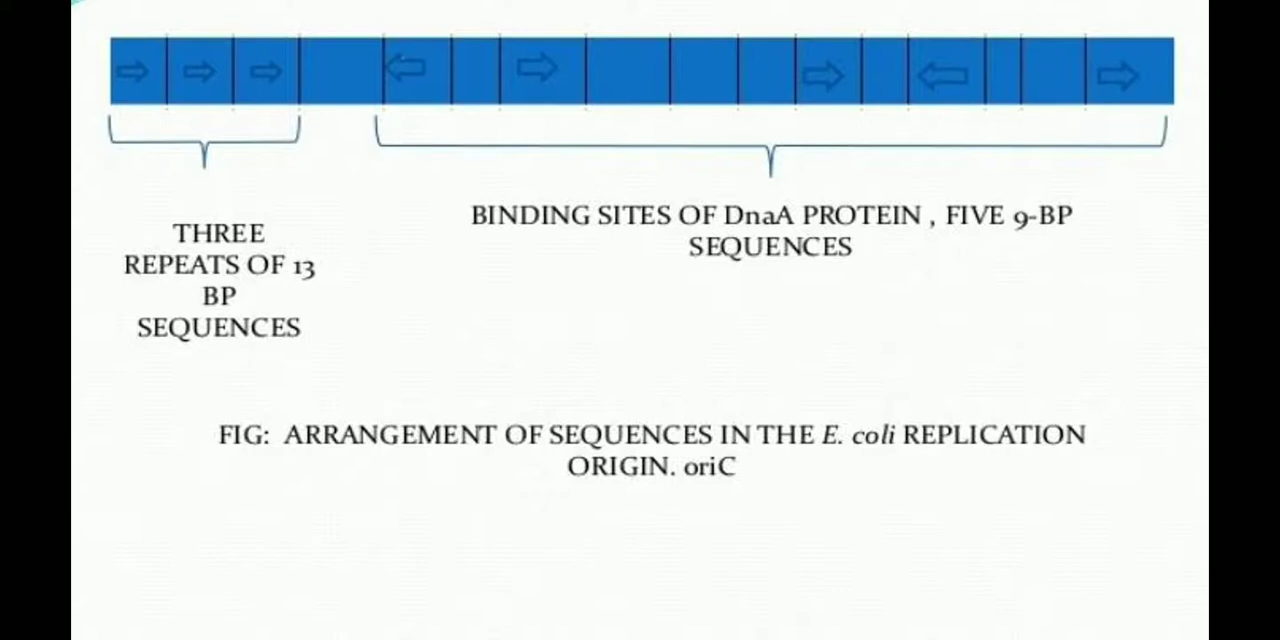 THREE
REPEATS OF 13
BP
SEQUENCES
BINDING SITES OF DnaA PROTEIN , FIVE 9-BP
SEQUENCES
FIG: ARRANGEMENT OF SEQUENCES IN THE E. coli REPLICATION
ORIGIN. oriC